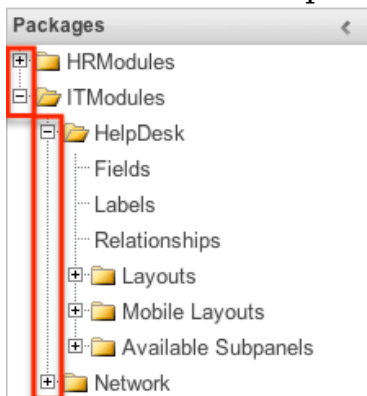 Packages
HRModules
ITModules
HelpDesk
Fields
Labels
Relationships
Layouts
Mobile Layouts
Available Subpanels
Network